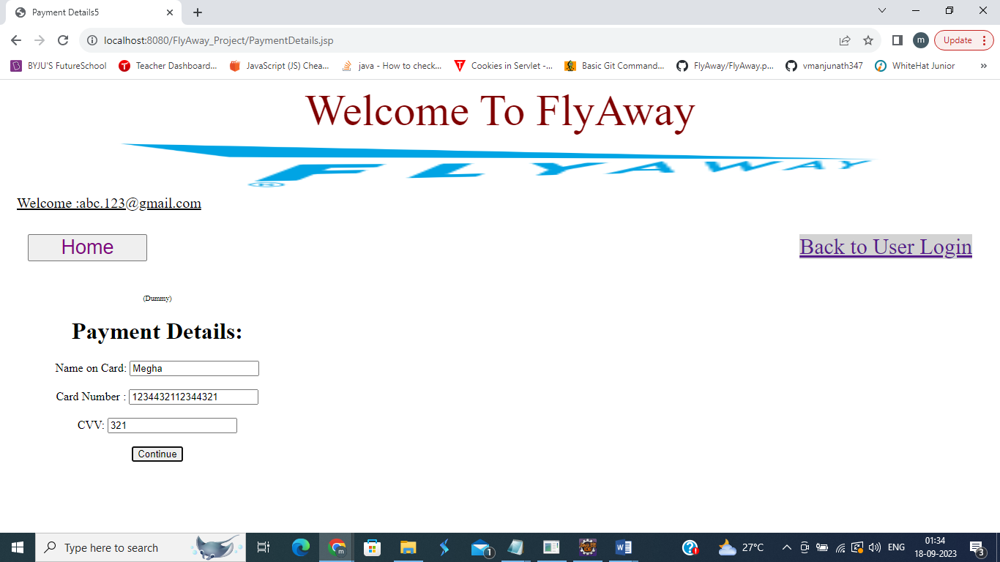 Payment Details5
localhost:8080/FlyAway_Project/PaymentDetails.jsp
m
Update
BYJU'S FutureSchool
Teacher Dashboard...
JavaScript (JS) Chea...
java - How to check...
Cookies in Servlet -...
Basic Git Command...
FlyAway/FlyAway.p...
vmanjunath347
WhiteHat Junior
»
Welcome To FlyAway
FLYAWAY
®
Welcome :abc.123@gmail.com
Home
Back to User Login
(Dummy)
Payment Details:
Name on Card: Megha
Card Number : 1234432112344321
CVV: 321
Continue
Type here to search
1
27°C
ENG
01:34
18-09-2023
3